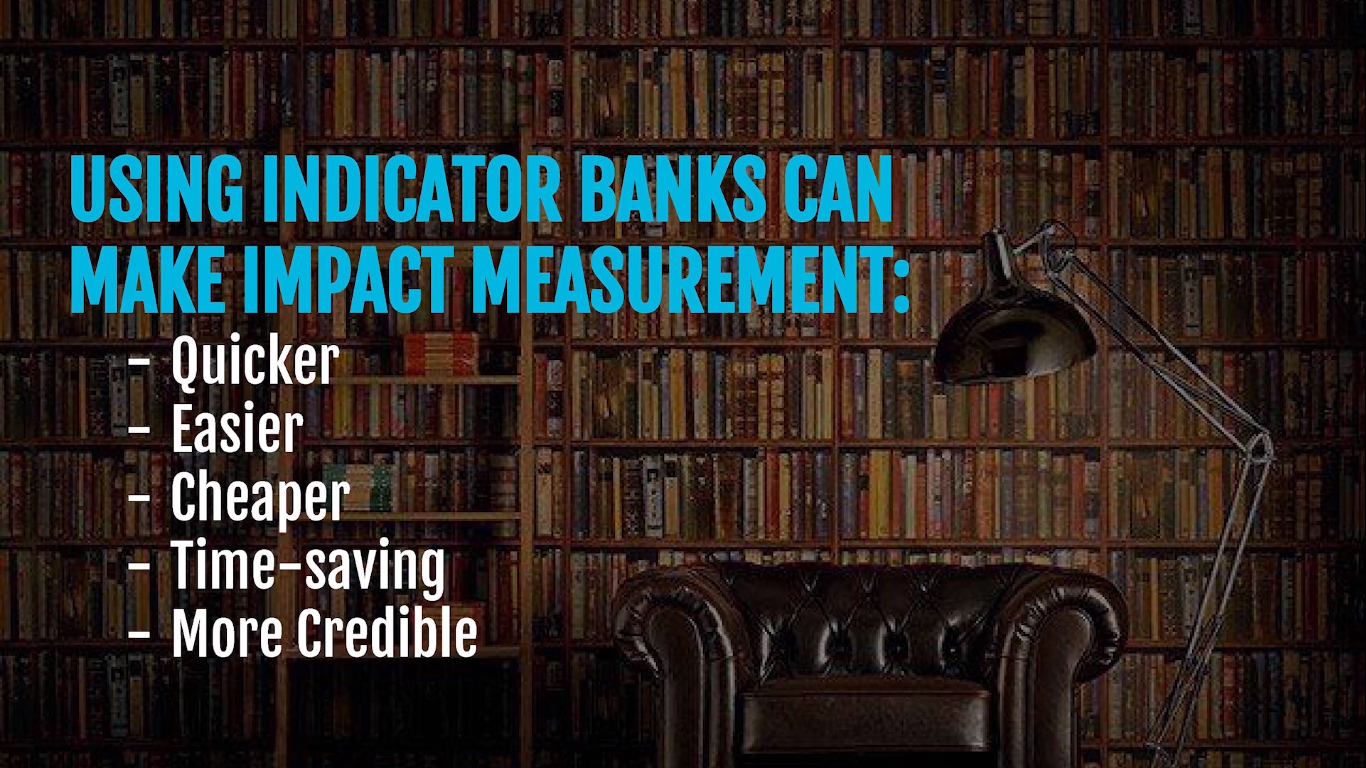 USING INDICATOR BANKS CAN
MAKE IMPACT MEASUREMENT:
- Quicker
- Easier
- Cheaper
- Time-saving
- More Credible